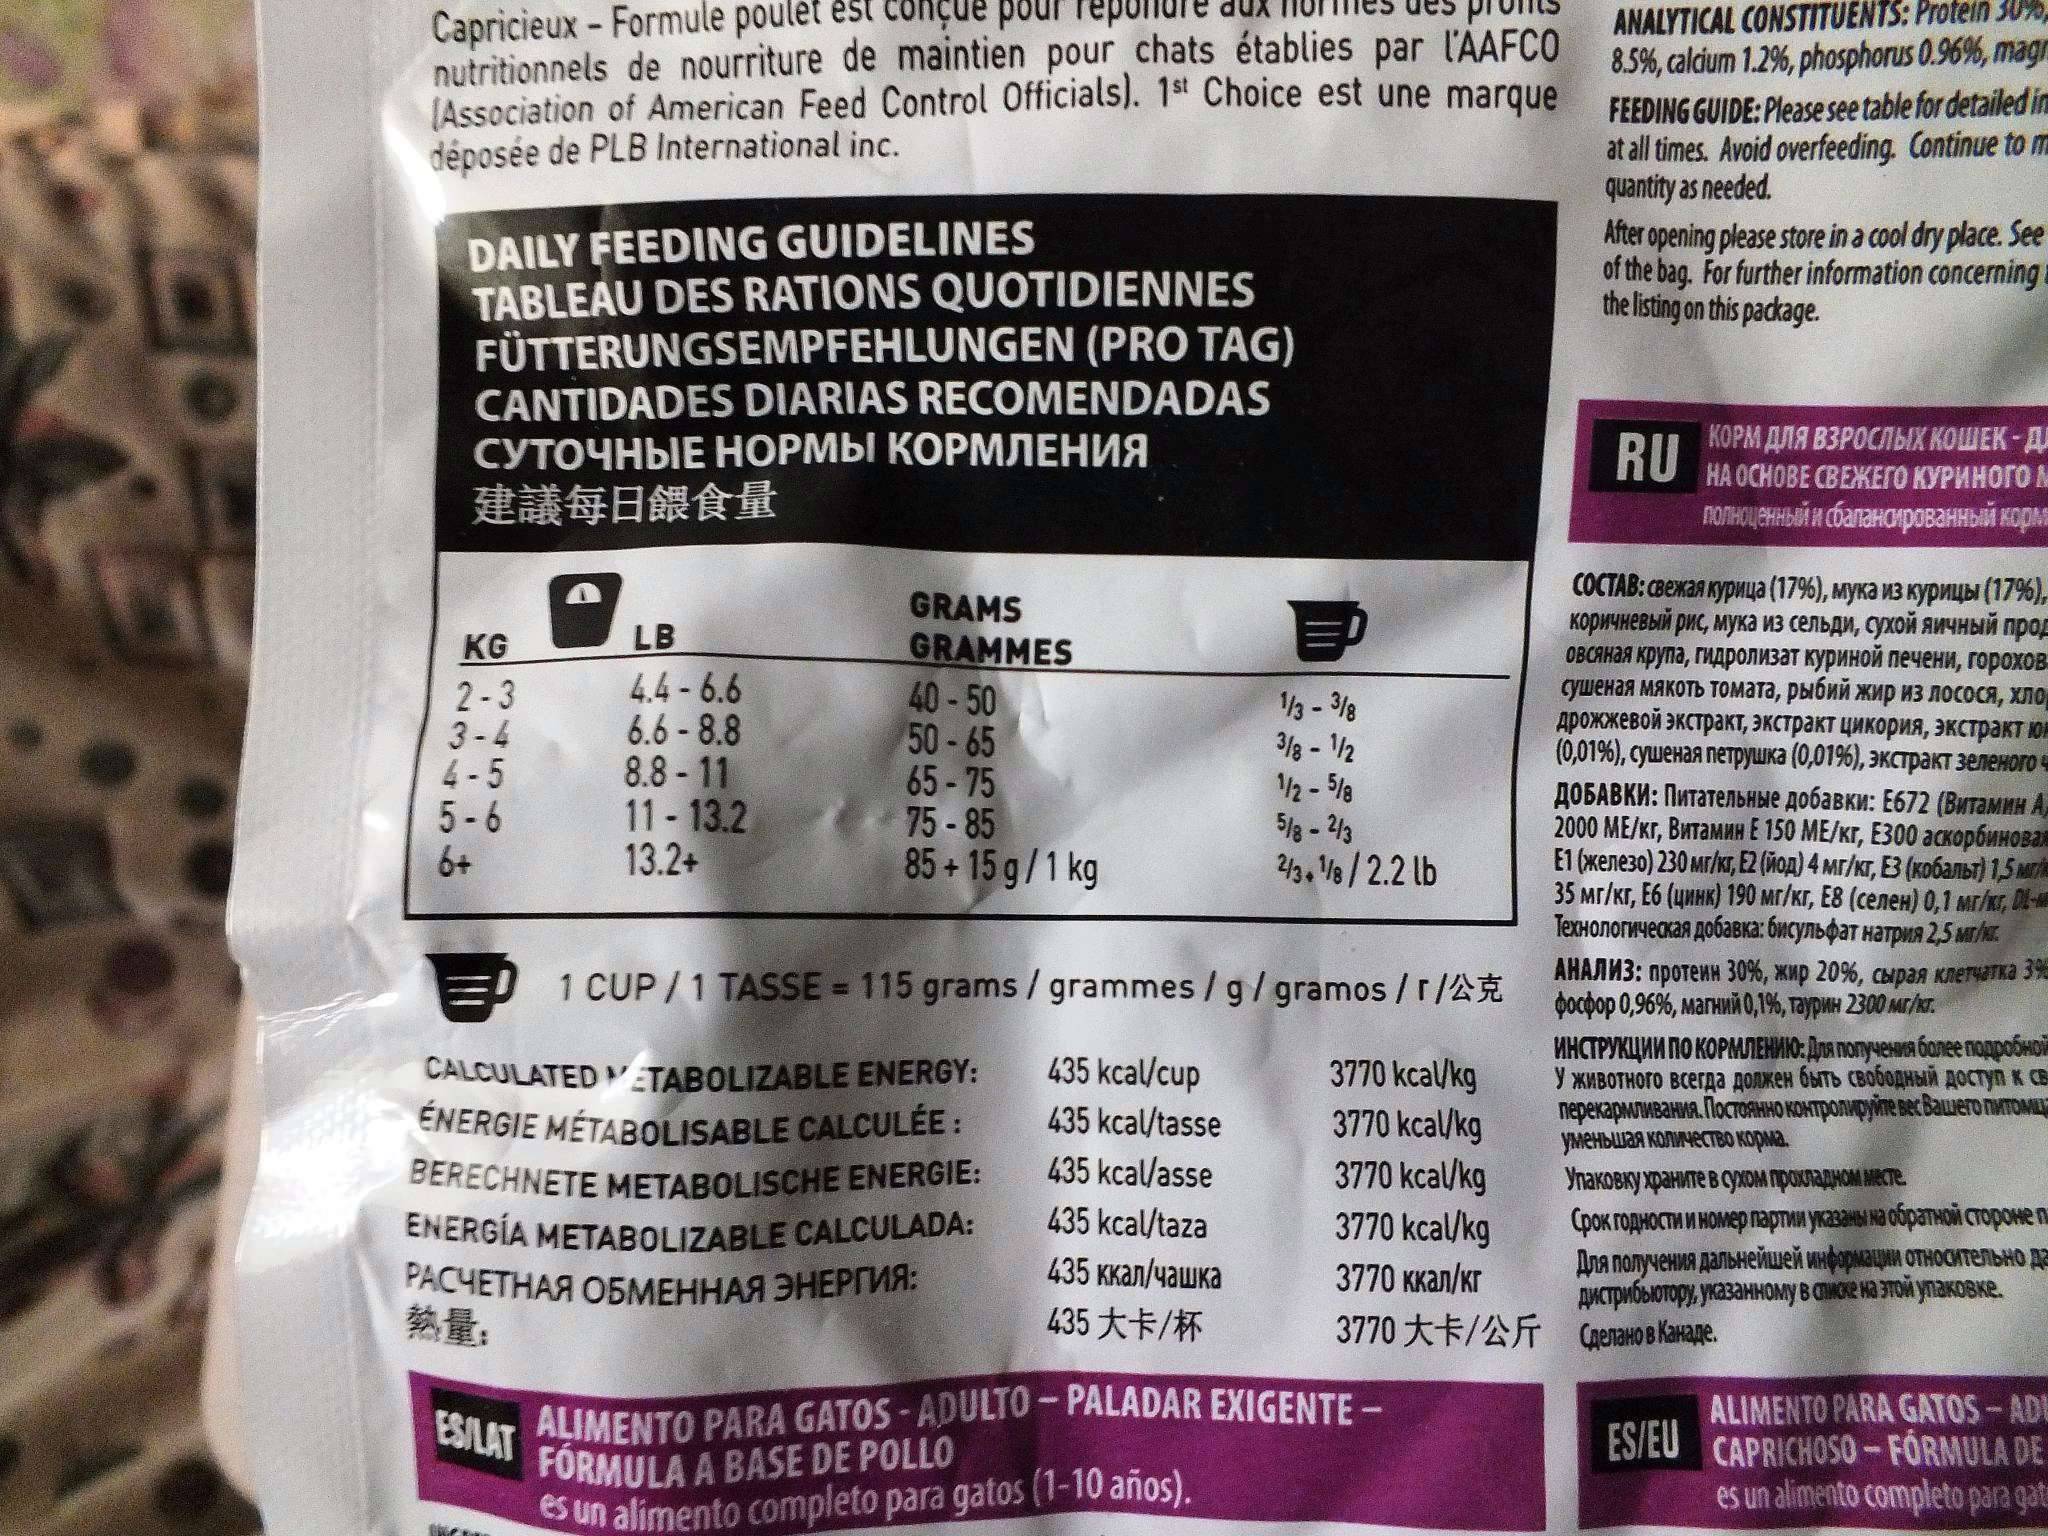 Capricieux – Formule poulet est conçue pour répondre aux normes des profils
nutritionnels de nourriture de maintien pour chats établies par l'AAFCO
(Association of American Feed Control Officials). 1st Choice est une marque
déposée de PLB International inc.
DAILY FEEDING GUIDELINES
TABLEAU DES RATIONS QUOTIDIENNES
FÜTTERUNGSEMPFEHLUNGEN (PRO TAG)
CANTIDADES DIARIAS RECOMENDADAS
СУТОЧНЫЕ НОРМЫ КОРМЛЕНИЯ
建議每日餵食量
KG LB GRAMS
GRAMMES
2 - 3 4.4 - 6.6 40 - 50 1/3 - 3/8
3 - 4 6.6 - 8.8 50 - 65 3/8 - 1/2
4 - 5 8.8 - 11 65 - 75 1/2 - 5/8
5 - 6 11 - 13.2 75 - 85 5/8 - 2/3
6+ 13.2+ 85 + 15 g / 1 kg 2/3+ 1/8 / 2.2 lb
1 CUP / 1 TASSE = 115 grams / grammes / g / gramos / г /公克
CALCULATED METABOLIZABLE ENERGY: 435 kcal/cup 3770 kcal/kg
ÉNERGIE MÉTABOLISABLE CALCULÉE : 435 kcal/tasse 3770 kcal/kg
BERECHNETE METABOLISCHE ENERGIE: 435 kcal/asse 3770 kcal/kg
ENERGÍA METABOLIZABLE CALCULADA: 435 kcal/taza 3770 kcal/kg
РАСЧЕТНАЯ ОБМЕННАЯ ЭНЕРГИЯ: 435 ккал/чашка 3770 ккал/кг
熱量: 435 大卡/杯 3770 大卡/公斤
ES/LAT ALIMENTO PARA GATOS - ADULTO – PALADAR EXIGENTE –
FÓRMULA A BASE DE POLLO
es un alimento completo para gatos (1-10 años).
ANALYTICAL CONSTITUENTS: Protein 30%,
8.5%, calcium 1.2%, phosphorus 0.96%, magn
FEEDING GUIDE: Please see table for detailed in
at all times. Avoid overfeeding. Continue to m
quantity as needed.
After opening please store in a cool dry place. See
of the bag. For further information concerning
the listing on this package.
RU КОРМ ДЛЯ ВЗРОСЛЫХ КОШЕК - Д
НА ОСНОВЕ СВЕЖЕГО КУРИНОГО М
полноценный и сбалансированный корм
СОСТАВ: свежая курица (17%), мука из курицы (17%),
коричневый рис, мука из сельди, сухой яичный прод
овсяная крупа, гидролизат куриной печени, горохов
сушеная мякоть томата, рыбий жир из лосося, хло
дрожжевой экстракт, экстракт цикория, экстракт ю
(0,01%), сушеная петрушка (0,01%), экстракт зеленого ч
ДОБАВКИ: Питательные добавки: Е672 (Витамин А)
2000 МЕ/кг, Витамин Е 150 МЕ/кг, Е300 аскорбиновая
Е1 (железо) 230 мг/кг, Е2 (йод) 4 мг/кг, Е3 (кобальт) 1,5 мг/к
35 мг/кг, Е6 (цинк) 190 мг/кг, Е8 (селен) 0,1 мг/кг, DL-м
Технологическая добавка: бисульфат натрия 2,5 мг/кг.
АНАЛИЗ: протеин 30%, жир 20%, сырая клетчатка 3%
фосфор 0,96%, магний 0,1%, таурин 2300 мг/кг.
ИНСТРУКЦИИ ПО КОРМЛЕНИЮ: Для получения более подробной
У животного всегда должен быть свободный доступ к св
перекармливания. Постоянно контролируйте вес Вашего питомц
уменьшая количество корма.
Упаковку храните в сухом прохладном месте.
Срок годности и номер партии указаны на обратной стороне п
Для получения дальнейшей информации относительно да
дистрибьютору, указанному в списке на этой упаковке.
Сделано в Канаде.
ES/EU ALIMENTO PARA GATOS – ADU
CAPRICHOSO – FÓRMULA DE
es un alimento completo para gat